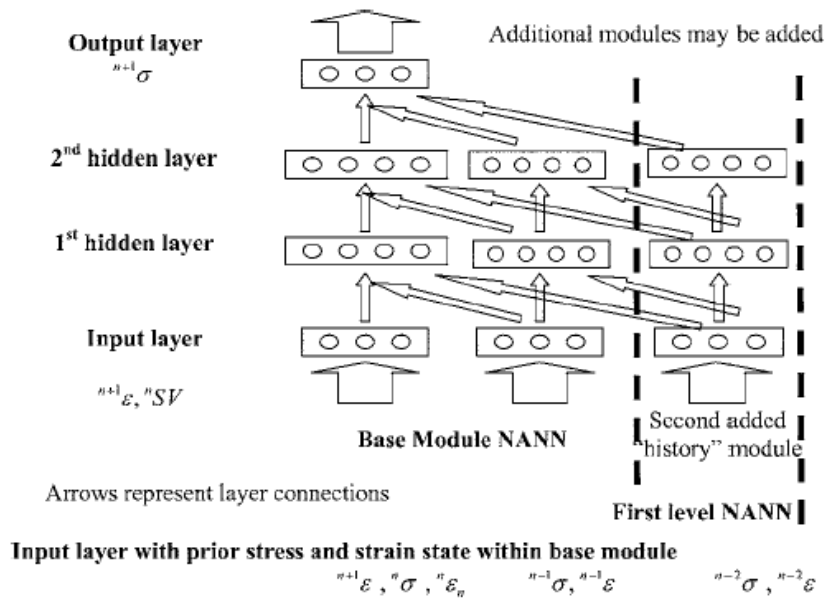 Output layer
Additional modules may be added
ⁿ⁺¹σ
2ⁿᵈ hidden layer
1ˢᵗ hidden layer
Input layer
ⁿ⁺¹ε, ⁿSV
Base Module NANN
Second added
"history" module
Arrows represent layer connections
First level NANN
Input layer with prior stress and strain state within base module
ⁿ⁺¹ε , ⁿσ , ⁿεₙ ⁿ⁻¹σ, ⁿ⁻¹ε ⁿ⁻²σ , ⁿ⁻²ε